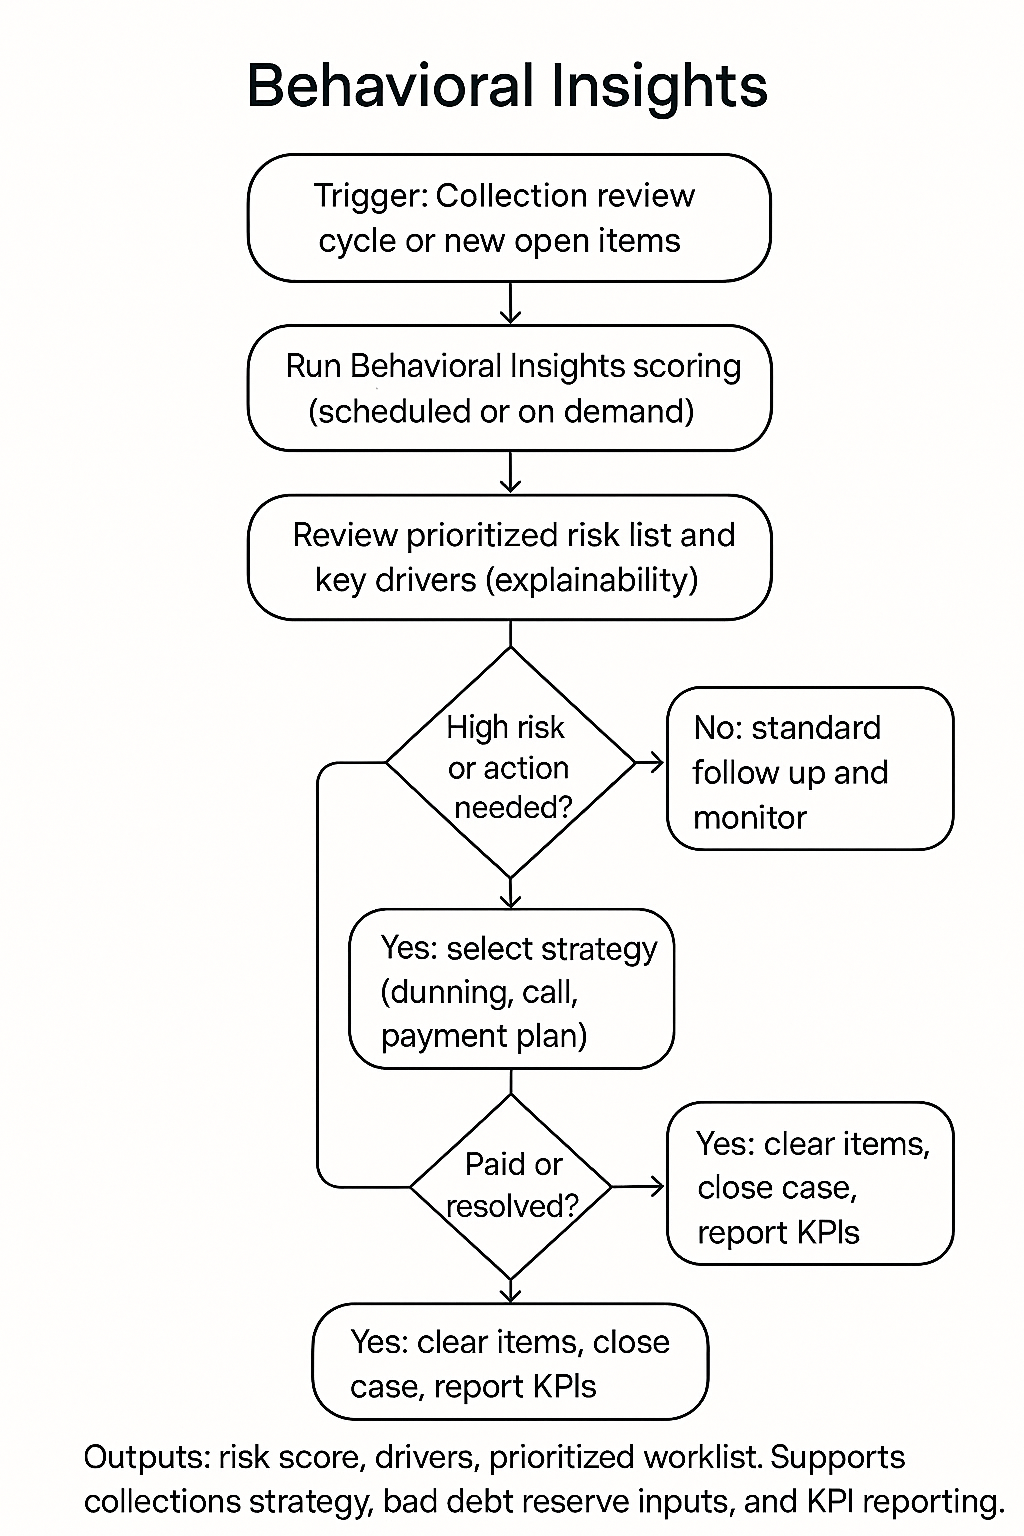 Behavioral Insights
Trigger: Collection review
cycle or new open items
Run Behavioral Insights scoring
(scheduled or on demand)
Review prioritized risk list and
key drivers (explainability)
High risk
or action
needed?
No: standard
follow up and
monitor
Yes: select strategy
(dunning, call,
payment plan)
Paid or
resolved?
Yes: clear items,
close case,
report KPIs
Yes: clear items, close
case, report KPIs
Outputs: risk score, drivers, prioritized worklist. Supports
collections strategy, bad debt reserve inputs, and KPI reporting.